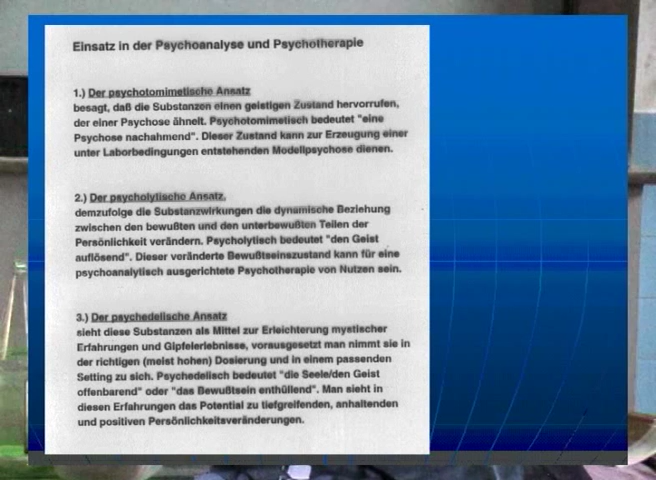 Einsatz in der Psychoanalyse und Psychotherapie
1.) Der psychotomimetische Ansatz
besagt, daß die Substanzen einen geistigen Zustand hervorrufen,
der einer Psychose ähnelt. Psychotomimetisch bedeutet "eine
Psychose nachahmend". Dieser Zustand kann zur Erzeugung einer
unter Laborbedingungen entstehenden Modellpsychose dienen.
2.) Der psycholytische Ansatz,
demzufolge die Substanzwirkungen die dynamische Beziehung
zwischen den bewußten und den unterbewußten Teilen der
Persönlichkeit verändern. Psycholytisch bedeutet "den Geist
auflösend". Dieser veränderte Bewußtseinszustand kann für eine
psychoanalytisch ausgerichtete Psychotherapie von Nutzen sein.
3.) Der psychedelische Ansatz
sieht diese Substanzen als Mittel zur Erleichterung mystischer
Erfahrungen und Gipfelerlebnisse, vorausgesetzt man nimmt sie in
der richtigen (meist hohen) Dosierung und in einem passenden
Setting zu sich. Psychedelisch bedeutet "die Seele/den Geist
offenbarend" oder "das Bewußtsein enthüllend". Man sieht in
diesen Erfahrungen das Potential zu tiefgreifenden, anhaltenden
und positiven Persönlichkeitsveränderungen.